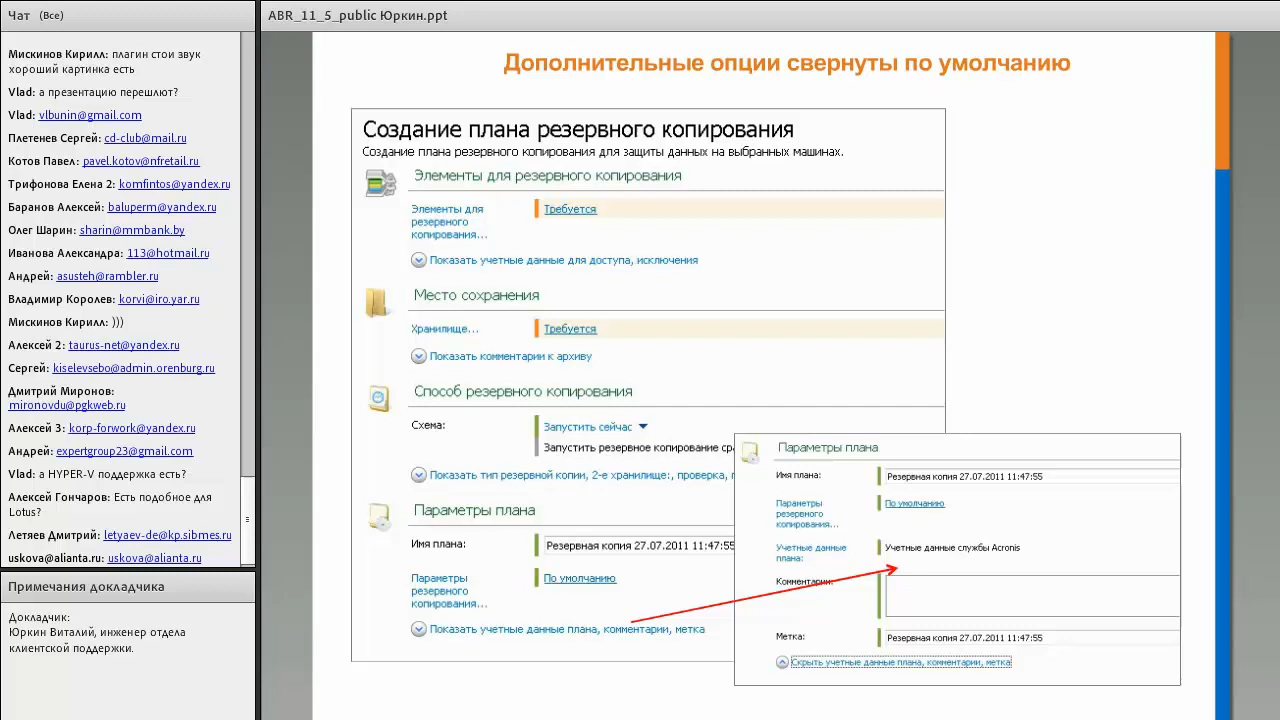 Чат (Все)
Мискинов Кирилл: плагин стои звук
хороший картинка есть
Vlad: а презентацию перешлют?
Vlad: vlbunin@gmail.com
Плетенев Сергей: cd-club@mail.ru
Котов Павел: pavel.kotov@nfretail.ru
Трифонова Елена 2: komfintos@yandex.ru
Баранов Алексей: baluperm@yandex.ru
Олег Шарин: sharin@mmbank.by
Иванова Александра: 113@hotmail.ru
Андрей: asusteh@rambler.ru
Владимир Королев: korvi@iro.yar.ru
Мискинов Кирилл: )))
Алексей 2: taurus-net@yandex.ru
Сергей: kiselevsebo@admin.orenburg.ru
Дмитрий Миронов:
mironovdu@pgkweb.ru
Алексей 3: korp-forwork@yandex.ru
Андрей: expertgroup23@gmail.com
Vlad: а HYPER-V поддержка есть?
Алексей Гончаров: Есть подобное для
Lotus?
Летяев Дмитрий: letyaev-de@kp.sibmes.ru
uskova@alianta.ru: uskova@alianta.ru
Примечания докладчика
Докладчик:
Юркин Виталий, инженер отдела
клиентской поддержки.
ABR_11_5_public Юркин.ppt
Дополнительные опции свернуты по умолчанию
Создание плана резервного копирования
Создание плана резервного копирования для защиты данных на выбранных машинах.
Элементы для резервного копирования
Элементы для
резервного
копирования...
Требуется
Показать учетные данные для доступа, исключения
Место сохранения
Хранилище... Требуется
Показать комментарии к архиву
Способ резервного копирования
Схема: Запустить сейчас
Запустить резервное копирование ср
Показать тип резервной копии, 2-е хранилище:, проверка, п
Параметры плана
Имя плана: Резервная копия 27.07.2011 11:47:55
Параметры
резервного
копирования...
По умолчанию
Показать учетные данные плана, комментарии, метка
Параметры плана
Имя плана: Резервная копия 27.07.2011 11:47:55
Параметры
резервного
копирования...
По умолчанию
Учетные данные
плана:
Учетные данные службы Acronis
Комментарии:
Метка: Резервная копия 27.07.2011 11:47:55
Скрыть учетные данные плана, комментарии, метка